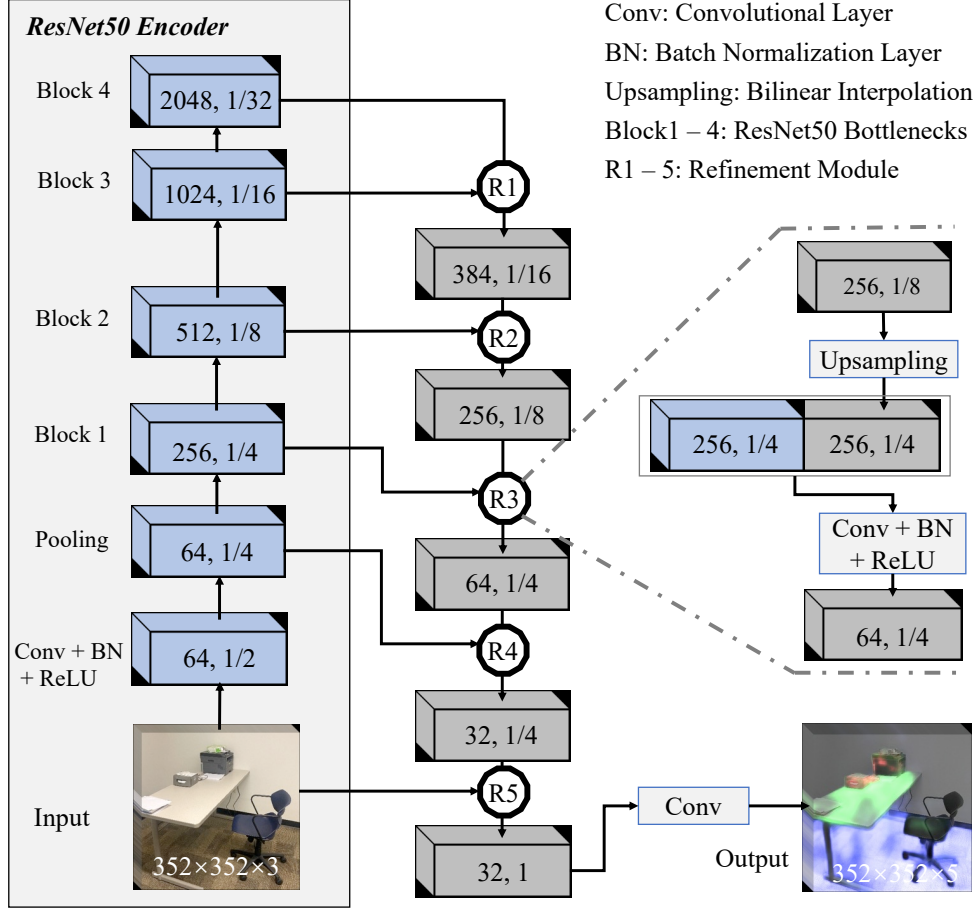 ResNet50 Encoder
Block 4
2048, 1/32
Block 3
1024, 1/16
Block 2
512, 1/8
Block 1
256, 1/4
Pooling
64, 1/4
Conv + BN
+ ReLU
64, 1/2
Input
352×352×3
R1
384, 1/16
R2
256, 1/8
R3
64, 1/4
R4
32, 1/4
R5
32, 1
Conv: Convolutional Layer
BN: Batch Normalization Layer
Upsampling: Bilinear Interpolation
Block1 – 4: ResNet50 Bottlenecks
R1 – 5: Refinement Module
256, 1/8
Upsampling
256, 1/4 256, 1/4
Conv + BN
+ ReLU
64, 1/4
Conv
Output
352×352×5